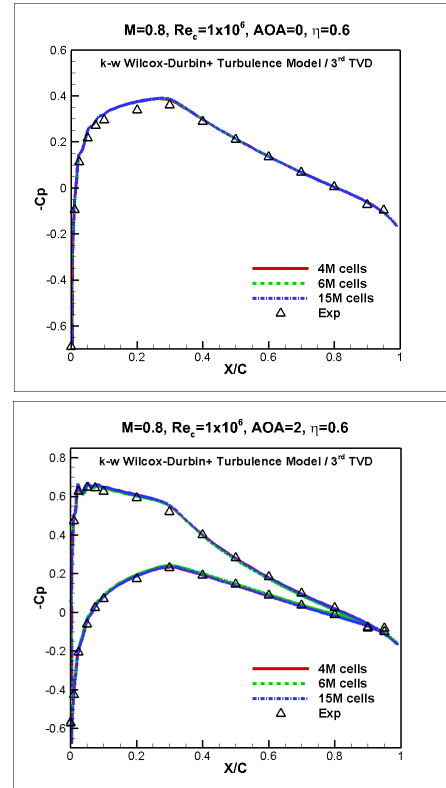 M=0.8, Re_c=1x10^6, AOA=0, η=0.6
k-w Wilcox-Durbin+ Turbulence Model / 3^rd TVD
0.6
0.4
0.2
0
-0.2
-0.4
-0.6
-Cp
4M cells
6M cells
15M cells
Exp
0 0.2 0.4 0.6 0.8 1
X/C
M=0.8, Re_c=1x10^6, AOA=2, η=0.6
k-w Wilcox-Durbin+ Turbulence Model / 3^rd TVD
0.8
0.6
0.4
0.2
0
-0.2
-0.4
-0.6
-Cp
4M cells
6M cells
15M cells
Exp
0 0.2 0.4 0.6 0.8 1
X/C